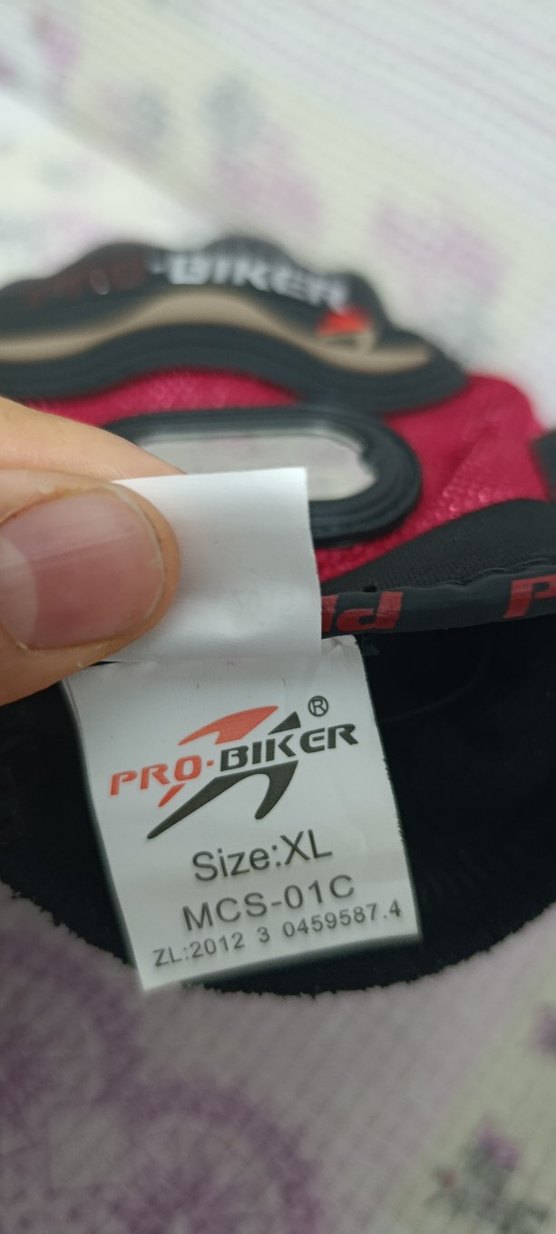 PRO-BIKER
PRO-BIKER®
Size:XL
MCS-01C
ZL:2012 3 0459587.4